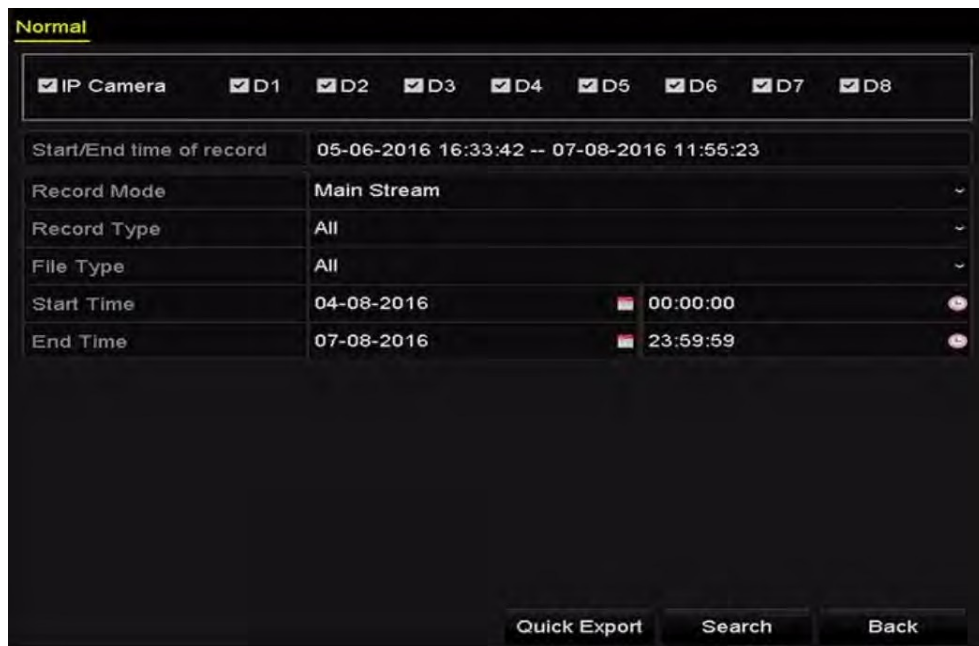 Normal
IP Camera D1 D2 D3 D4 D5 D6 D7 D8
Start/End time of record 05-06-2016 16:33:42 -- 07-08-2016 11:55:23
Record Mode Main Stream
Record Type All
File Type All
Start Time 04-08-2016 00:00:00
End Time 07-08-2016 23:59:59
Quick Export Search Back